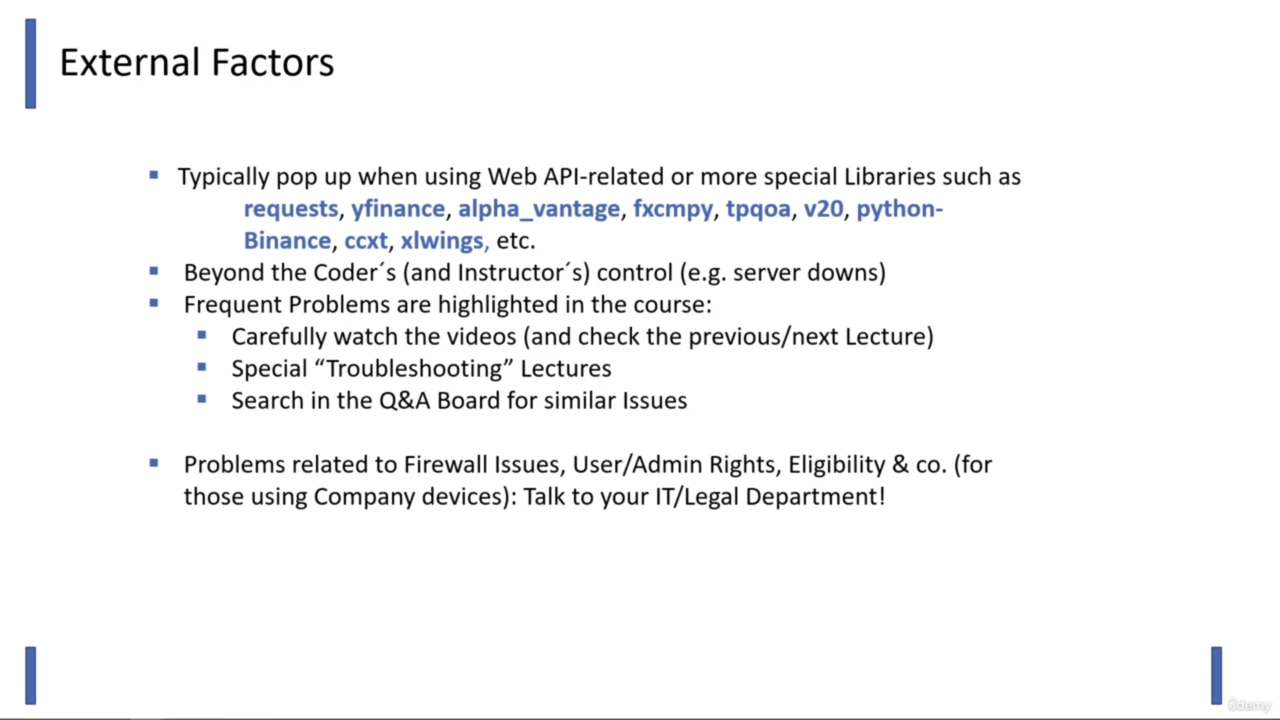 External Factors
Typically pop up when using Web API-related or more special Libraries such as
requests, yfinance, alpha_vantage, fxcmpy, tpqoa, v20, python-
Binance, ccxt, xlwings, etc.
Beyond the Coder´s (and Instructor´s) control (e.g. server downs)
Frequent Problems are highlighted in the course:
Carefully watch the videos (and check the previous/next Lecture)
Special “Troubleshooting” Lectures
Search in the Q&A Board for similar Issues
Problems related to Firewall Issues, User/Admin Rights, Eligibility & co. (for
those using Company devices): Talk to your IT/Legal Department!
ûdemy